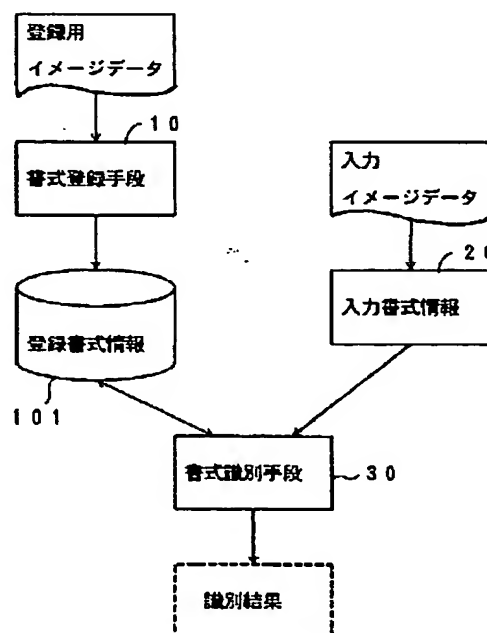 登録用
イメージデータ
10
書式登録手段
入力
イメージデータ
20
登録書式情報
入力書式情報
101
書式識別手段
30
識別結果